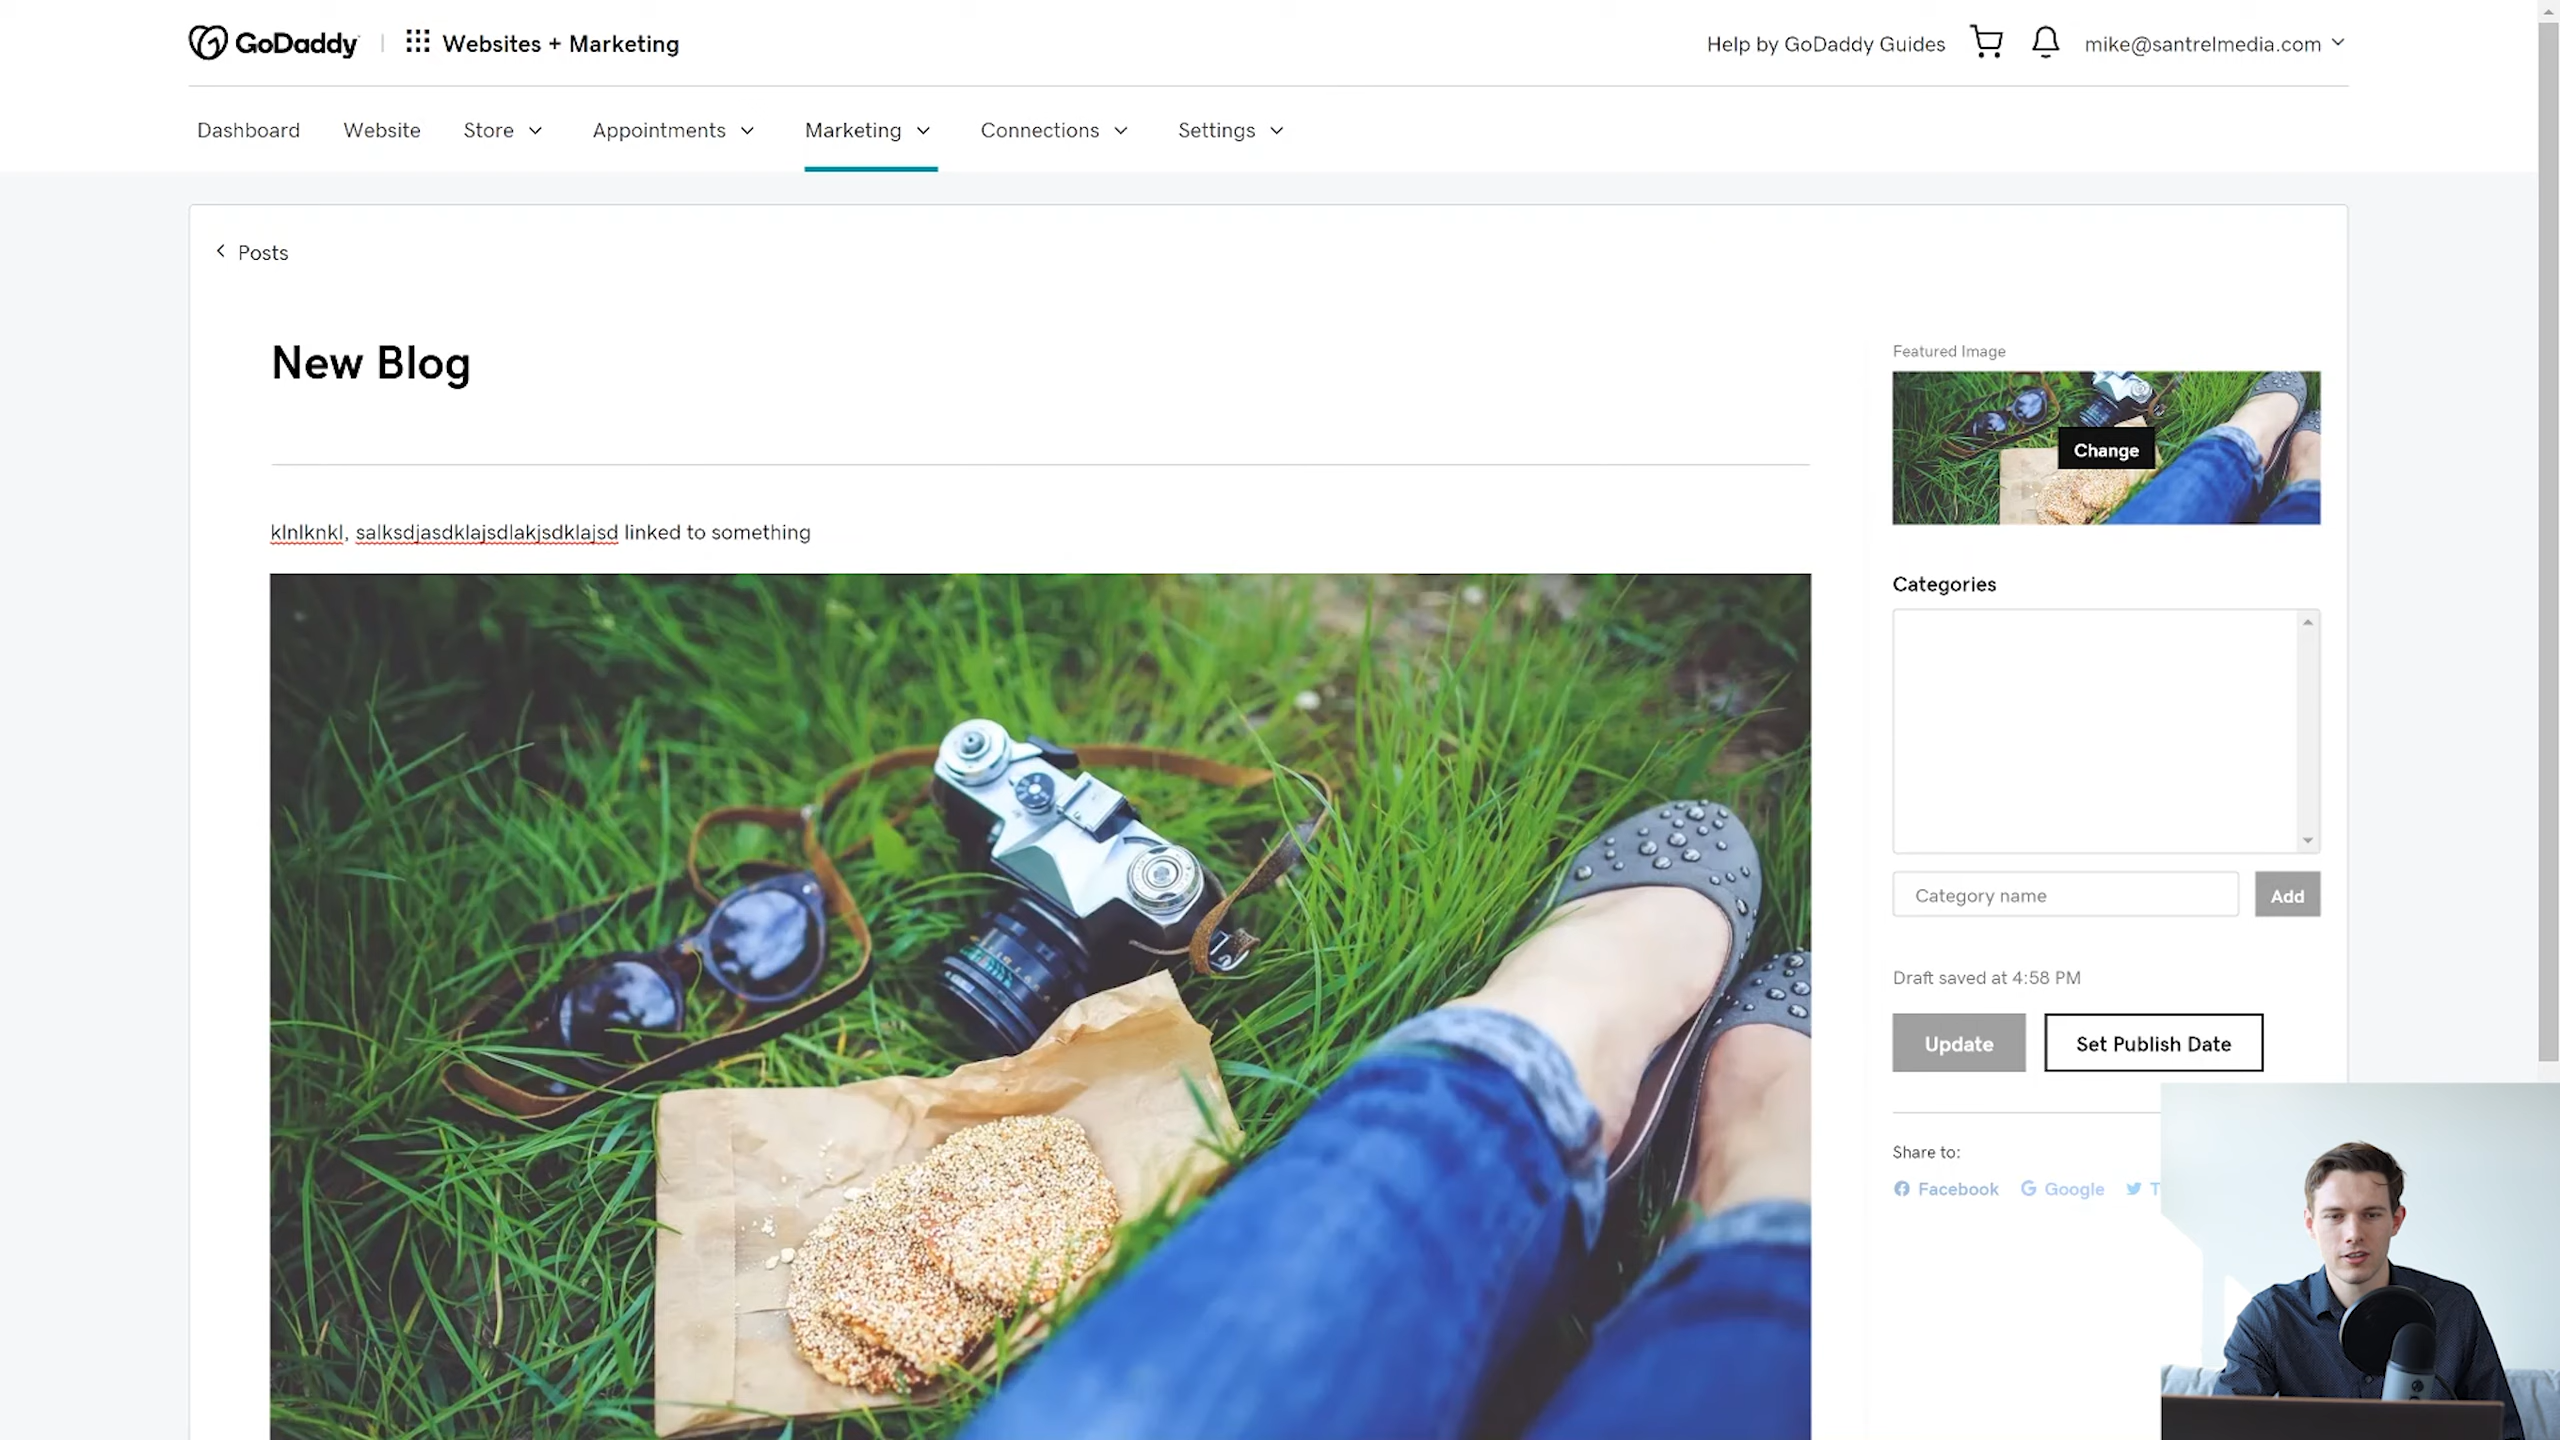 GoDaddy
Websites + Marketing
Help by GoDaddy Guides
mike@santrelmedia.com
Dashboard
Website
Store
Appointments
Marketing
Connections
Settings
Posts
New Blog
Featured Image
Change
klnlknkl, salksdjasdklajsdlakjsdklajsd linked to something
Categories
Category name
Add
Draft saved at 4:58 PM
Update
Set Publish Date
Share to:
Facebook
Google
T